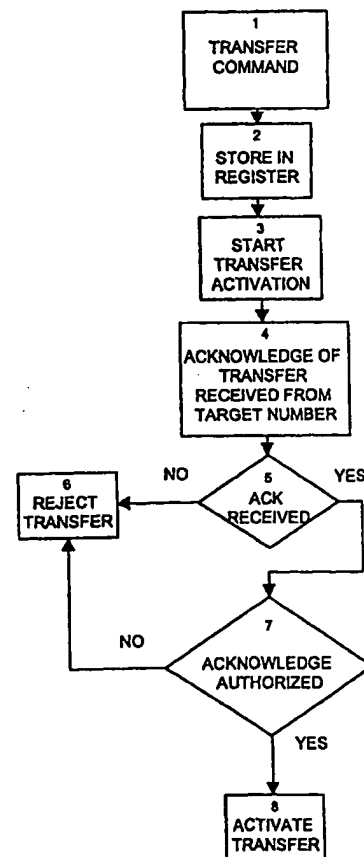 1
TRANSFER
COMMAND
2
STORE IN
REGISTER
3
START
TRANSFER
ACTIVATION
4
ACKNOWLEDGE OF
TRANSFER
RECEIVED FROM
TARGET NUMBER
NO
5
YES
ACK
RECEIVED
6
REJECT
TRANSFER
7
NO
ACKNOWLEDGE
AUTHORIZED
YES
8
ACTIVATE
TRANSFER